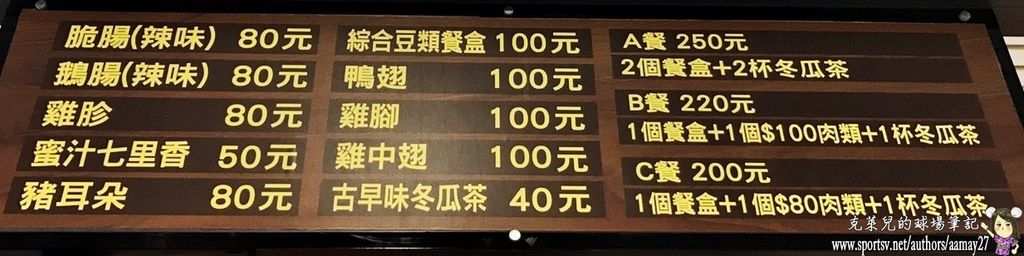 脆腸(辣味) 80元
鵝腸(辣味) 80元
雞胗 80元
蜜汁七里香 50元
豬耳朵 80元
綜合豆類餐盒 100元
鴨翅 100元
雞腳 100元
雞中翅 100元
古早味冬瓜茶 40元
A餐 250元
2個餐盒+2杯冬瓜茶
B餐 220元
1個餐盒+1個$100肉類+1杯冬瓜茶
C餐 200元
1個餐盒+1個$80肉類+1杯冬瓜茶
克萊兒的球場筆記
www.sportsv.net/authors/aamay27